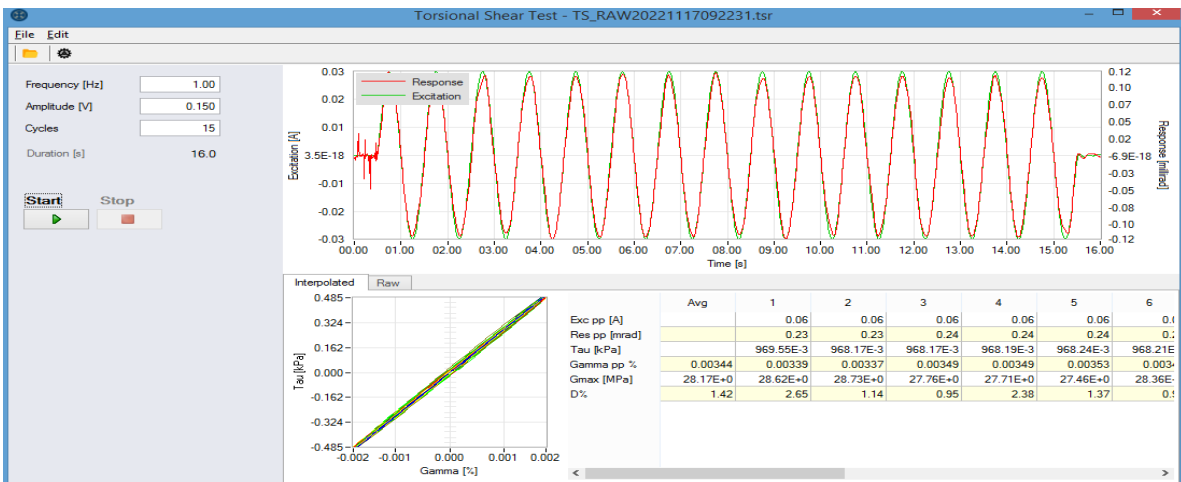 Torsional Shear Test - TS_RAW20221117092231.tsr
File Edit
Frequency [Hz] 1.00
Amplitude [V] 0.150
Cycles 15
Duration [s] 16.0
Start Stop
Response
Excitation
Excitation [A]
0.03
0.02
0.01
3.5E-18
-0.01
-0.02
-0.03
0.12
0.10
0.07
0.05
0.02
-6.9E-18
-0.03
-0.05
-0.08
-0.10
-0.12
Response [millrad]
00.00 01.00 02.00 03.00 04.00 05.00 06.00 07.00 08.00 09.00 10.00 11.00 12.00 13.00 14.00 15.00 16.00
Time [s]
Interpolated Raw
Tau [kPa]
0.485
0.324
0.162
0.000
-0.162
-0.324
-0.485
-0.002 -0.001 0.000 0.001 0.002
Gamma [%]
Avg 1 2 3 4 5 6
Exc pp [A] 0.06 0.06 0.06 0.06 0.06 0.0
Res pp [mrad] 0.23 0.23 0.24 0.24 0.24 0.2
Tau [kPa] 969.55E-3 968.17E-3 968.17E-3 968.19E-3 968.24E-3 968.21E
Gamma pp % 0.00344 0.00339 0.00337 0.00349 0.00349 0.00353 0.003
Gmax [MPa] 28.17E+0 28.62E+0 28.73E+0 27.76E+0 27.71E+0 27.46E+0 28.36E-
D% 1.42 2.65 1.14 0.95 2.38 1.37 0.